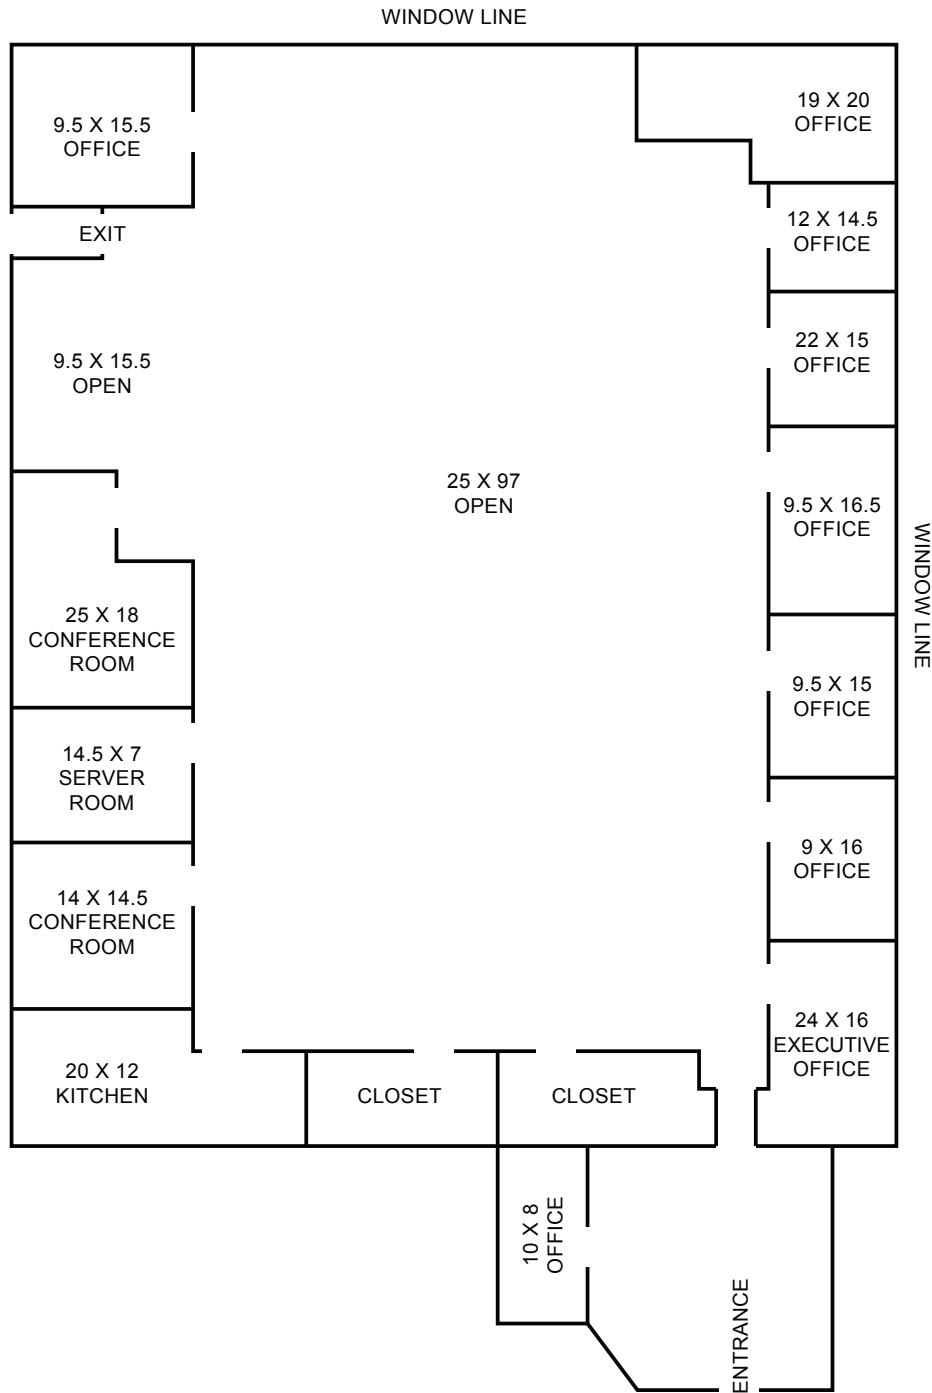 WINDOW LINE
9.5 X 15.5
OFFICE
19 X 20
OFFICE
EXIT
12 X 14.5
OFFICE
9.5 X 15.5
OPEN
22 X 15
OFFICE
25 X 97
OPEN
9.5 X 16.5
OFFICE
WINDOW LINE
25 X 18
CONFERENCE
ROOM
9.5 X 15
OFFICE
14.5 X 7
SERVER
ROOM
9 X 16
OFFICE
14 X 14.5
CONFERENCE
ROOM
24 X 16
EXECUTIVE
OFFICE
20 X 12
KITCHEN
CLOSET
CLOSET
10 X 8
OFFICE
ENTRANCE